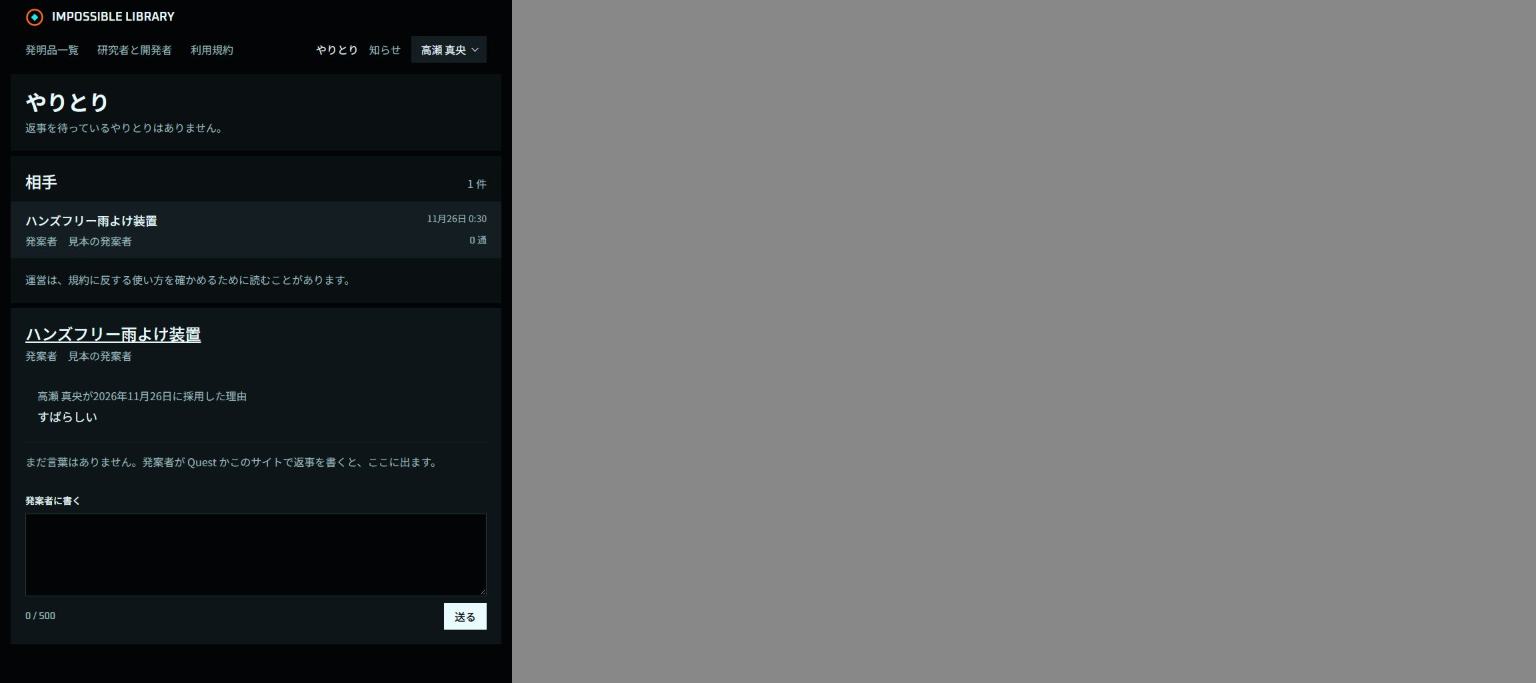 IMPOSSIBLE LIBRARY
発明品一覧 研究者と開発者 利用規約 やりとり 知らせ 高瀬 真央
やりとり
返事を待っているやりとりはありません。
相手 1 件
ハンズフリー雨よけ装置 11月26日 0:30
発案者 見本の発案者 0 通
運営は、規約に反する使い方を確かめるために読むことがあります。
ハンズフリー雨よけ装置
発案者 見本の発案者
高瀬 真央が2026年11月26日に採用した理由
すばらしい
まだ言葉はありません。発案者が Quest かこのサイトで返事を書くと、ここに出ます。
発案者に書く
0 / 500 送る